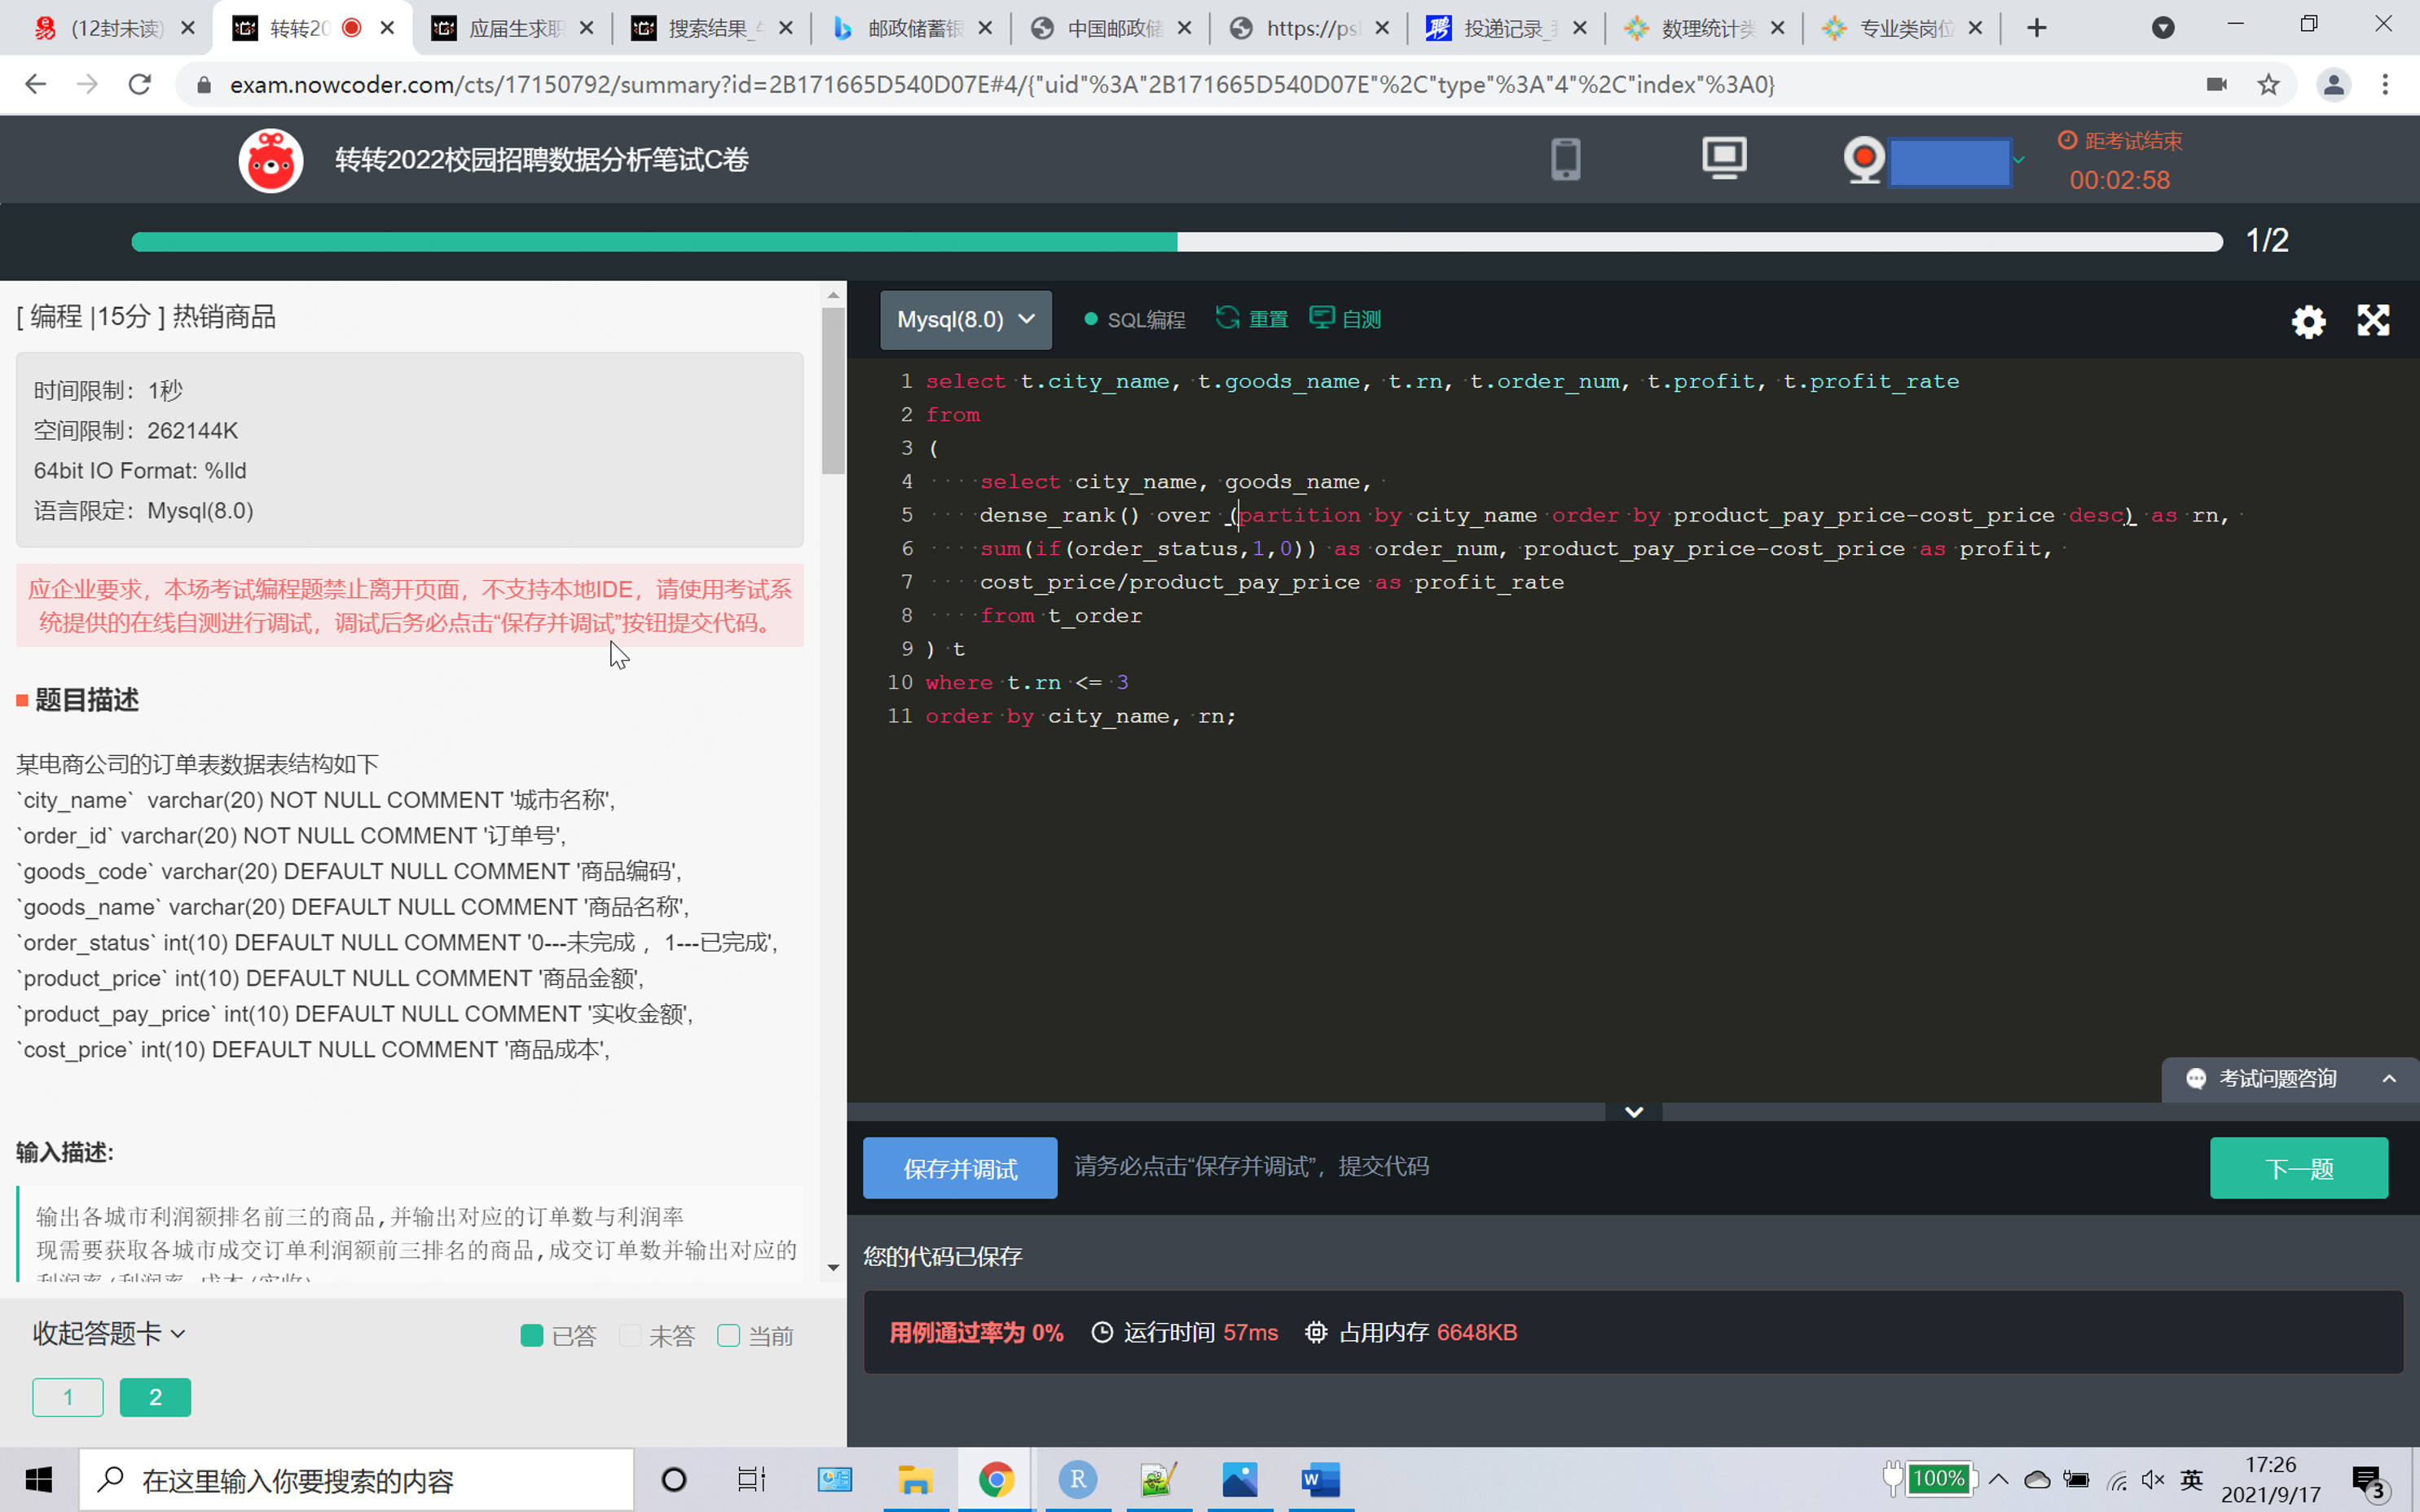 (12封未读)
转转20
应届生求职
搜索结果_
邮政储蓄银
中国邮政储
https://psl
投递记录_
数理统计类
专业类岗位
exam.nowcoder.com/cts/17150792/summary?id=2B171665D540D07E#4/{"uid"%3A"2B171665D540D07E"%2C"type"%3A"4"%2C"index"%3A0}
转转2022校园招聘数据分析笔试C卷
距考试结束
00:02:58
1/2
[ 编程 |15分 ] 热销商品
时间限制：1秒
空间限制：262144K
64bit IO Format: %lld
语言限定：Mysql(8.0)
应企业要求，本场考试编程题禁止离开页面，不支持本地IDE，请使用考试系
统提供的在线自测进行调试，调试后务必点击“保存并调试”按钮提交代码。
题目描述
某电商公司的订单表数据表结构如下
`city_name`  varchar(20) NOT NULL COMMENT '城市名称',
`order_id` varchar(20) NOT NULL COMMENT '订单号',
`goods_code` varchar(20) DEFAULT NULL COMMENT '商品编码',
`goods_name` varchar(20) DEFAULT NULL COMMENT '商品名称',
`order_status` int(10) DEFAULT NULL COMMENT '0---未完成 ，1---已完成',
`product_price` int(10) DEFAULT NULL COMMENT '商品金额',
`product_pay_price` int(10) DEFAULT NULL COMMENT '实收金额',
`cost_price` int(10) DEFAULT NULL COMMENT '商品成本',
输入描述:
输出各城市利润额排名前三的商品,并输出对应的订单数与利润率
现需要获取各城市成交订单利润额前三排名的商品,成交订单数并输出对应的
收起答题卡
已答
未答
当前
1
2
Mysql(8.0)
SQL编程
重置
自测
1 select t.city_name, t.goods_name, t.rn, t.order_num, t.profit, t.profit_rate
2 from
3 (
4 select city_name, goods_name,
5 dense_rank() over (partition by city_name order by product_pay_price-cost_price desc) as rn,
6 sum(if(order_status,1,0)) as order_num, product_pay_price-cost_price as profit,
7 cost_price/product_pay_price as profit_rate
8 from t_order
9 ) t
10 where t.rn <= 3
11 order by city_name, rn;
考试问题咨询
保存并调试
请务必点击“保存并调试”，提交代码
下一题
您的代码已保存
用例通过率为 0%
运行时间 57ms
占用内存 6648KB
在这里输入你要搜索的内容
100%
英
17:26
2021/9/17
3